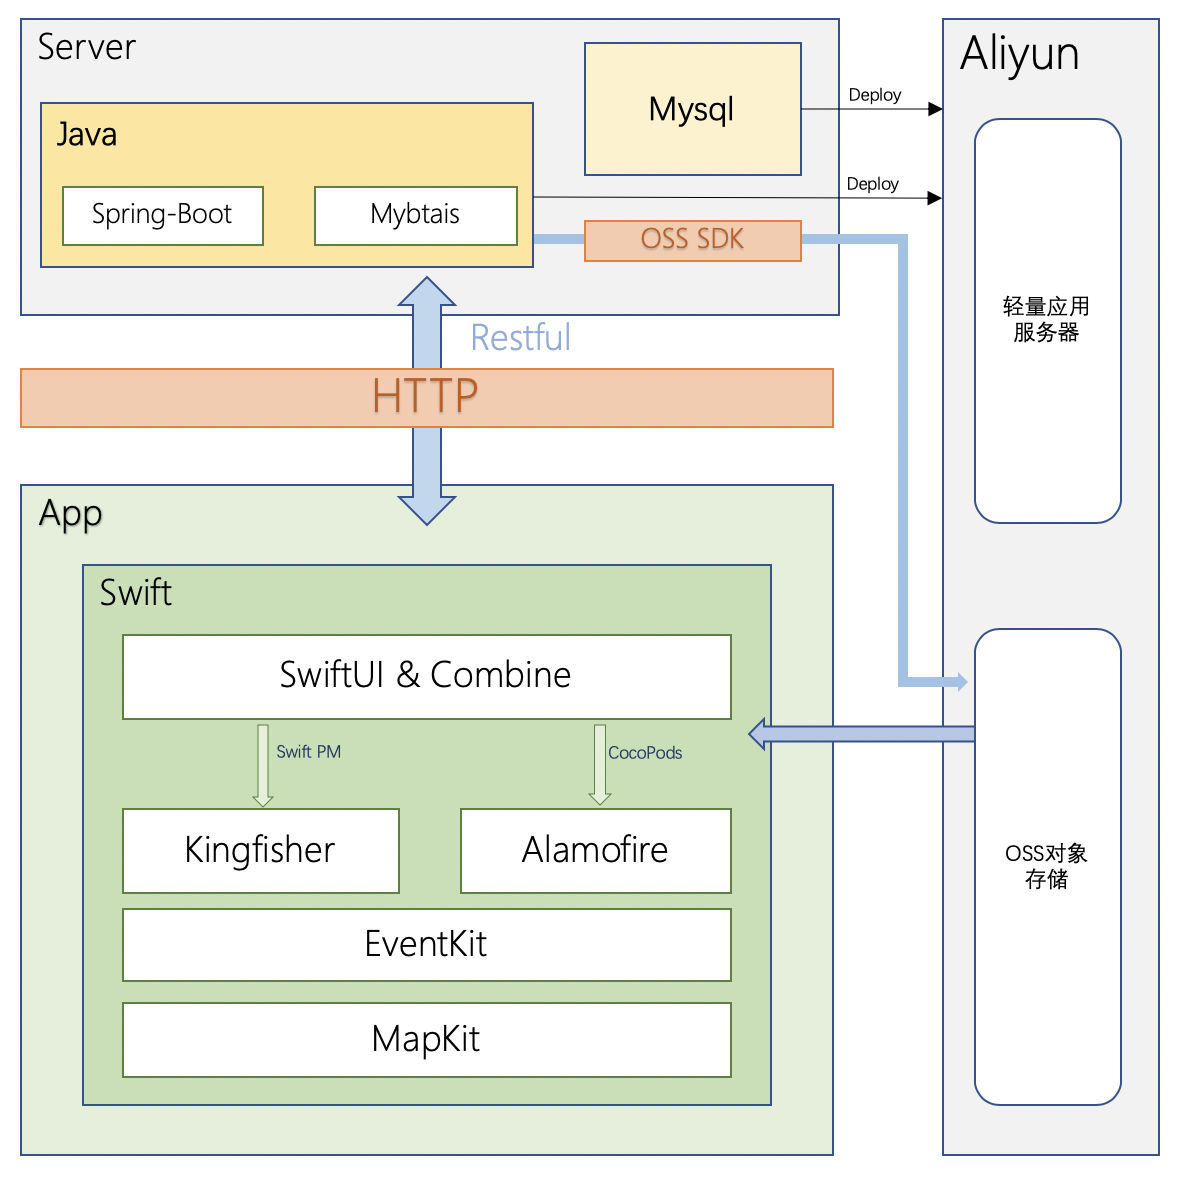 Server
Java
Spring-Boot
Mybtais
Mysql
Deploy
Deploy
OSS SDK
Restful
HTTP
App
Swift
SwiftUI & Combine
Swift PM
CocoPods
Kingfisher
Alamofire
EventKit
MapKit
Aliyun
轻量应用
服务器
OSS对象
存储